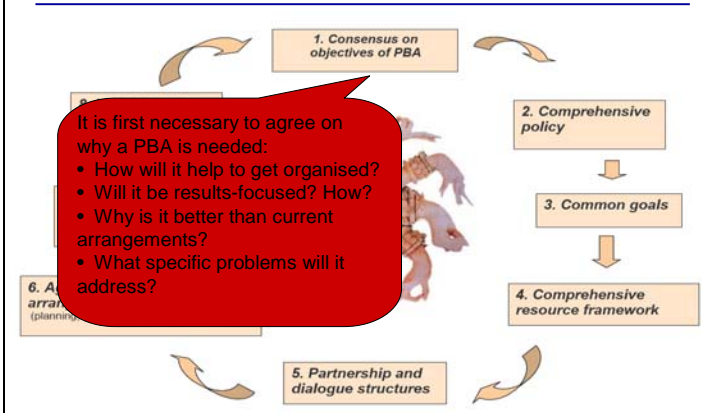 1. Consensus on
objectives of PBA
It is first necessary to agree on
why a PBA is needed:
• How will it help to get organised?
• Will it be results-focused? How?
• Why is it better than current
arrangements?
• What specific problems will it
address?
2. Comprehensive
policy
3. Common goals
4. Comprehensive
resource framework
5. Partnership and
dialogue structures
6.
(planning,